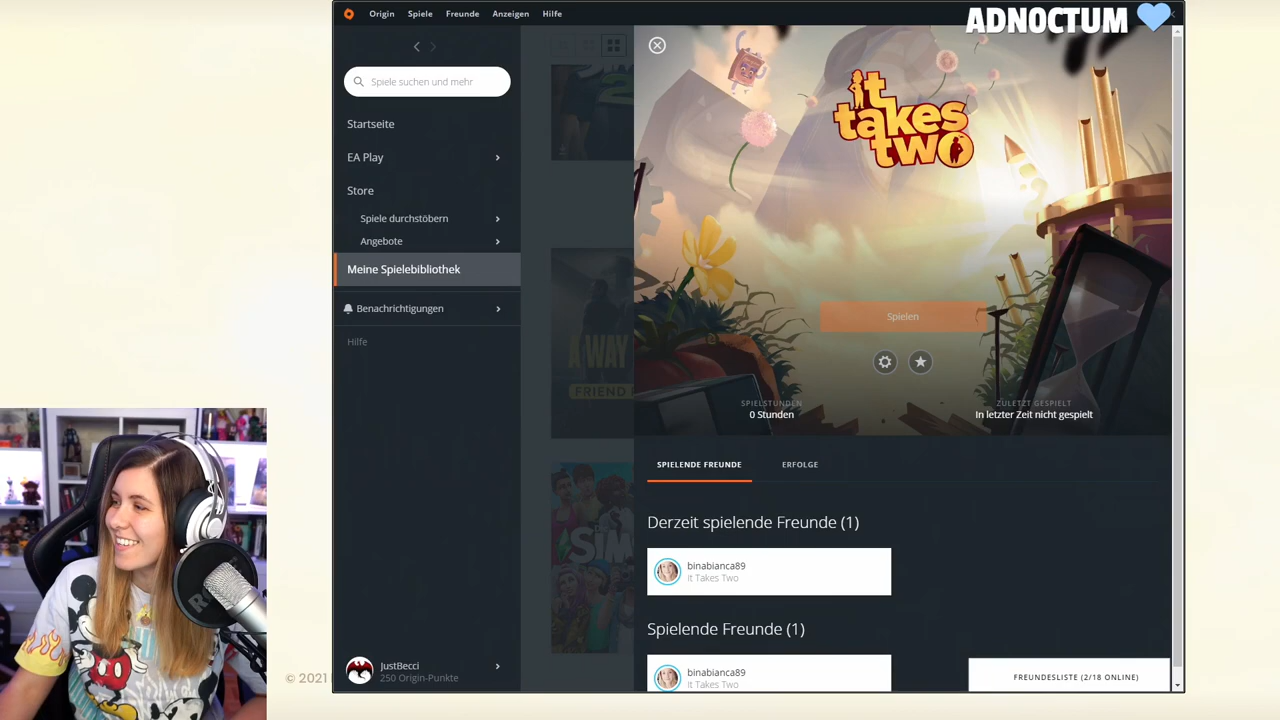 Origin Spiele Freunde Anzeigen Hilfe
ADNOCTUM
Spiele suchen und mehr
Startseite
EA Play
Store
Spiele durchstöbern
Angebote
Meine Spielebibliothek
Benachrichtigungen
Hilfe
JustBecci
250 Origin-Punkte
© 2021
A WAY
FRIEND
it
takes
two
Spielen
SPIELSTUNDEN
0 Stunden
ZULETZT GESPIELT
In letzter Zeit nicht gespielt
SPIELENDE FREUNDE ERFOLGE
Derzeit spielende Freunde (1)
binabianca89
It Takes Two
Spielende Freunde (1)
binabianca89
It Takes Two
FREUNDESLISTE (2/18 ONLINE)